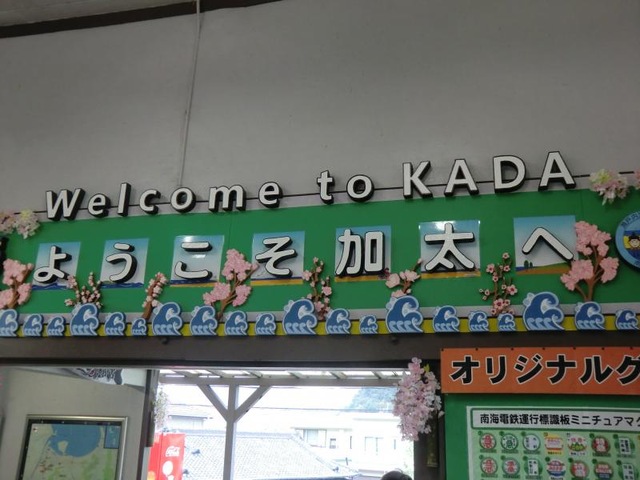 Welcome to KADA
ようこそ加太へ
オリジナルグ
南海電鉄運行標識板ミニチュアマグ